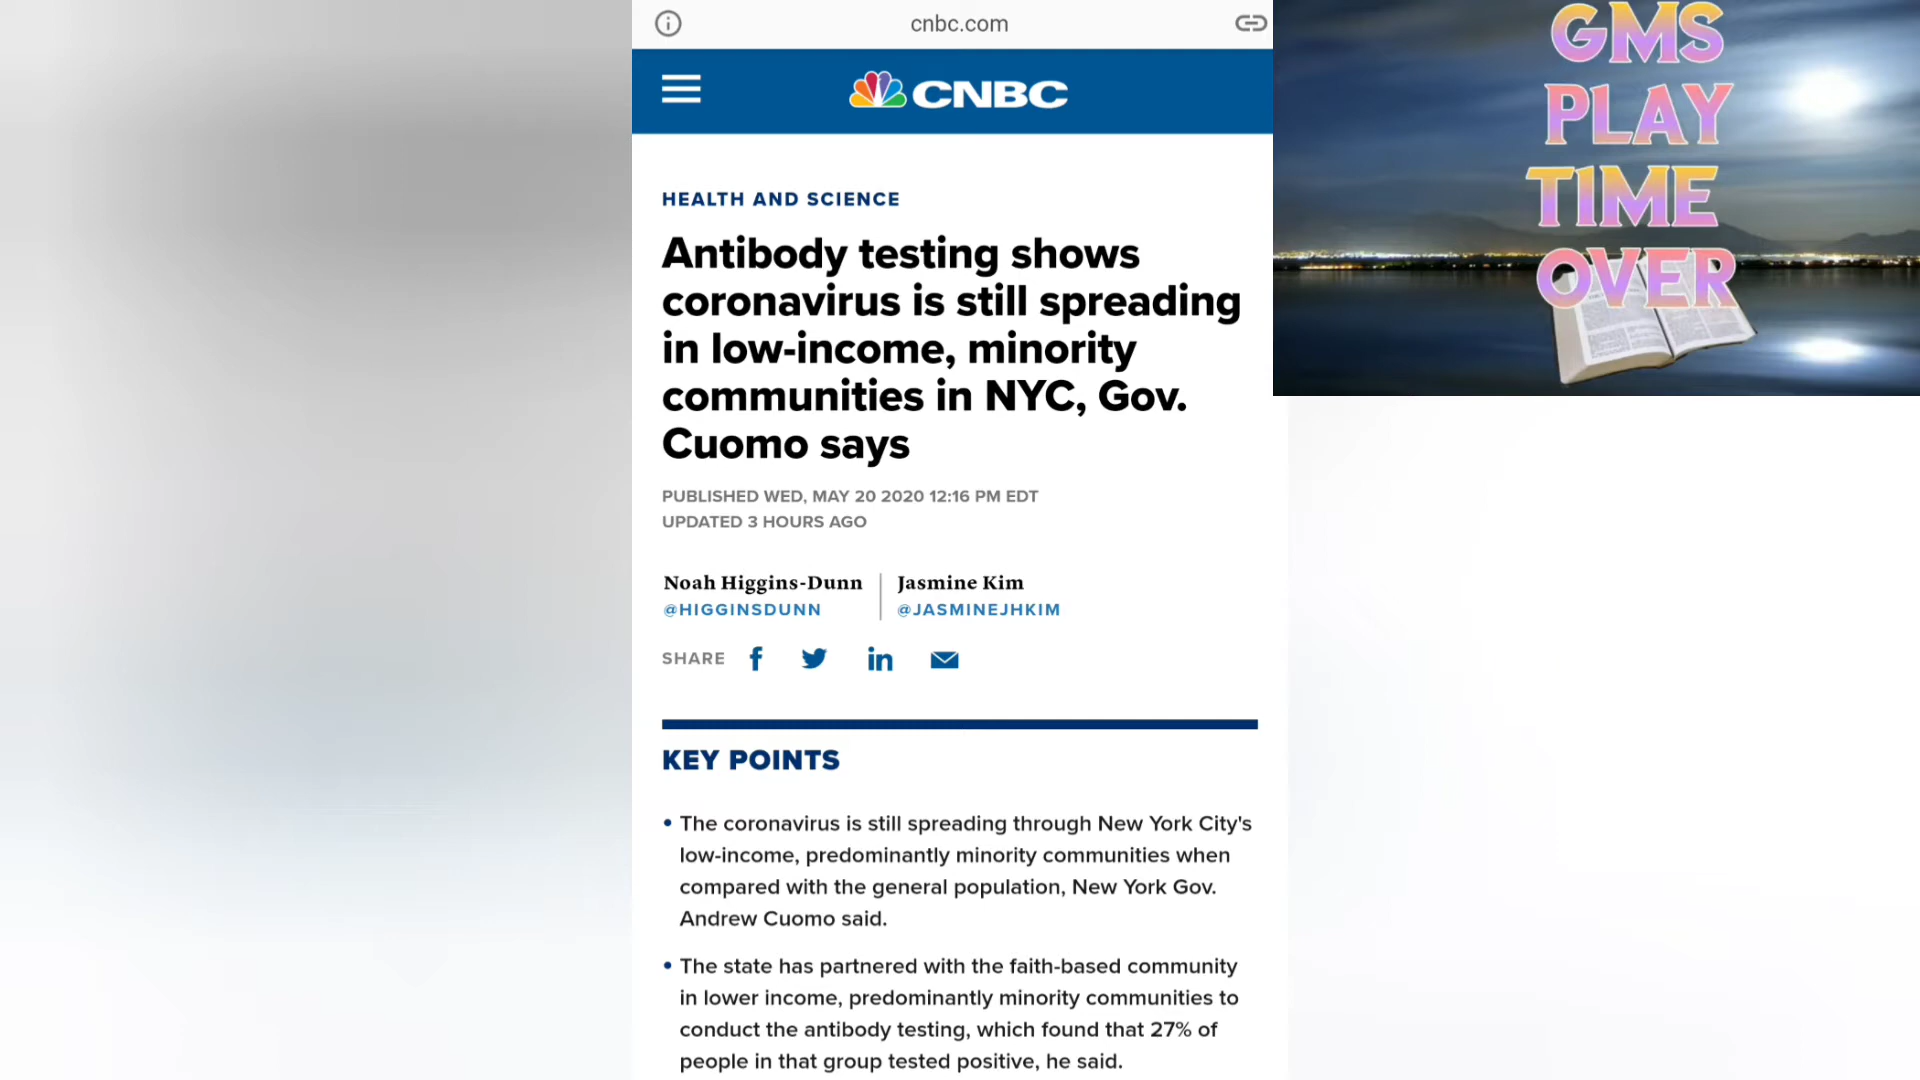 cnbc.com
CNBC
HEALTH AND SCIENCE
Antibody testing shows
coronavirus is still spreading
in low-income, minority
communities in NYC, Gov.
Cuomo says
PUBLISHED WED, MAY 20 2020 12:16 PM EDT
UPDATED 3 HOURS AGO
Noah Higgins-Dunn
@HIGGINSDUNN
Jasmine Kim
@JASMINEJHKIM
SHARE
KEY POINTS
• The coronavirus is still spreading through New York City's
low-income, predominantly minority communities when
compared with the general population, New York Gov.
Andrew Cuomo said.
• The state has partnered with the faith-based community
in lower income, predominantly minority communities to
conduct the antibody testing, which found that 27% of
people in that group tested positive, he said.
GMS
PLAY
TIME
OVER